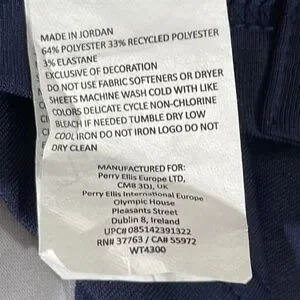 MADE IN JORDAN
64% POLYESTER 33% RECYCLED POLYESTER
3% ELASTANE
EXCLUSIVE OF DECORATION
DO NOT USE FABRIC SOFTENERS OR DRYER
SHEETS MACHINE WASH COLD WITH LIKE
COLORS DELICATE CYCLE NON-CHLORINE
BLEACH IF NEEDED TUMBLE DRY LOW
COOL IRON DO NOT IRON LOGO DO NOT
DRY CLEAN
MANUFACTURED FOR:
Perry Ellis Europe LTD,
CM8 3DJ, UK
Perry Ellis International Europe
Olympic House
Pleasants Street
Dublin 8, Ireland
UPC# 085142391322
RN# 37763 / CA# 55972
WT4300